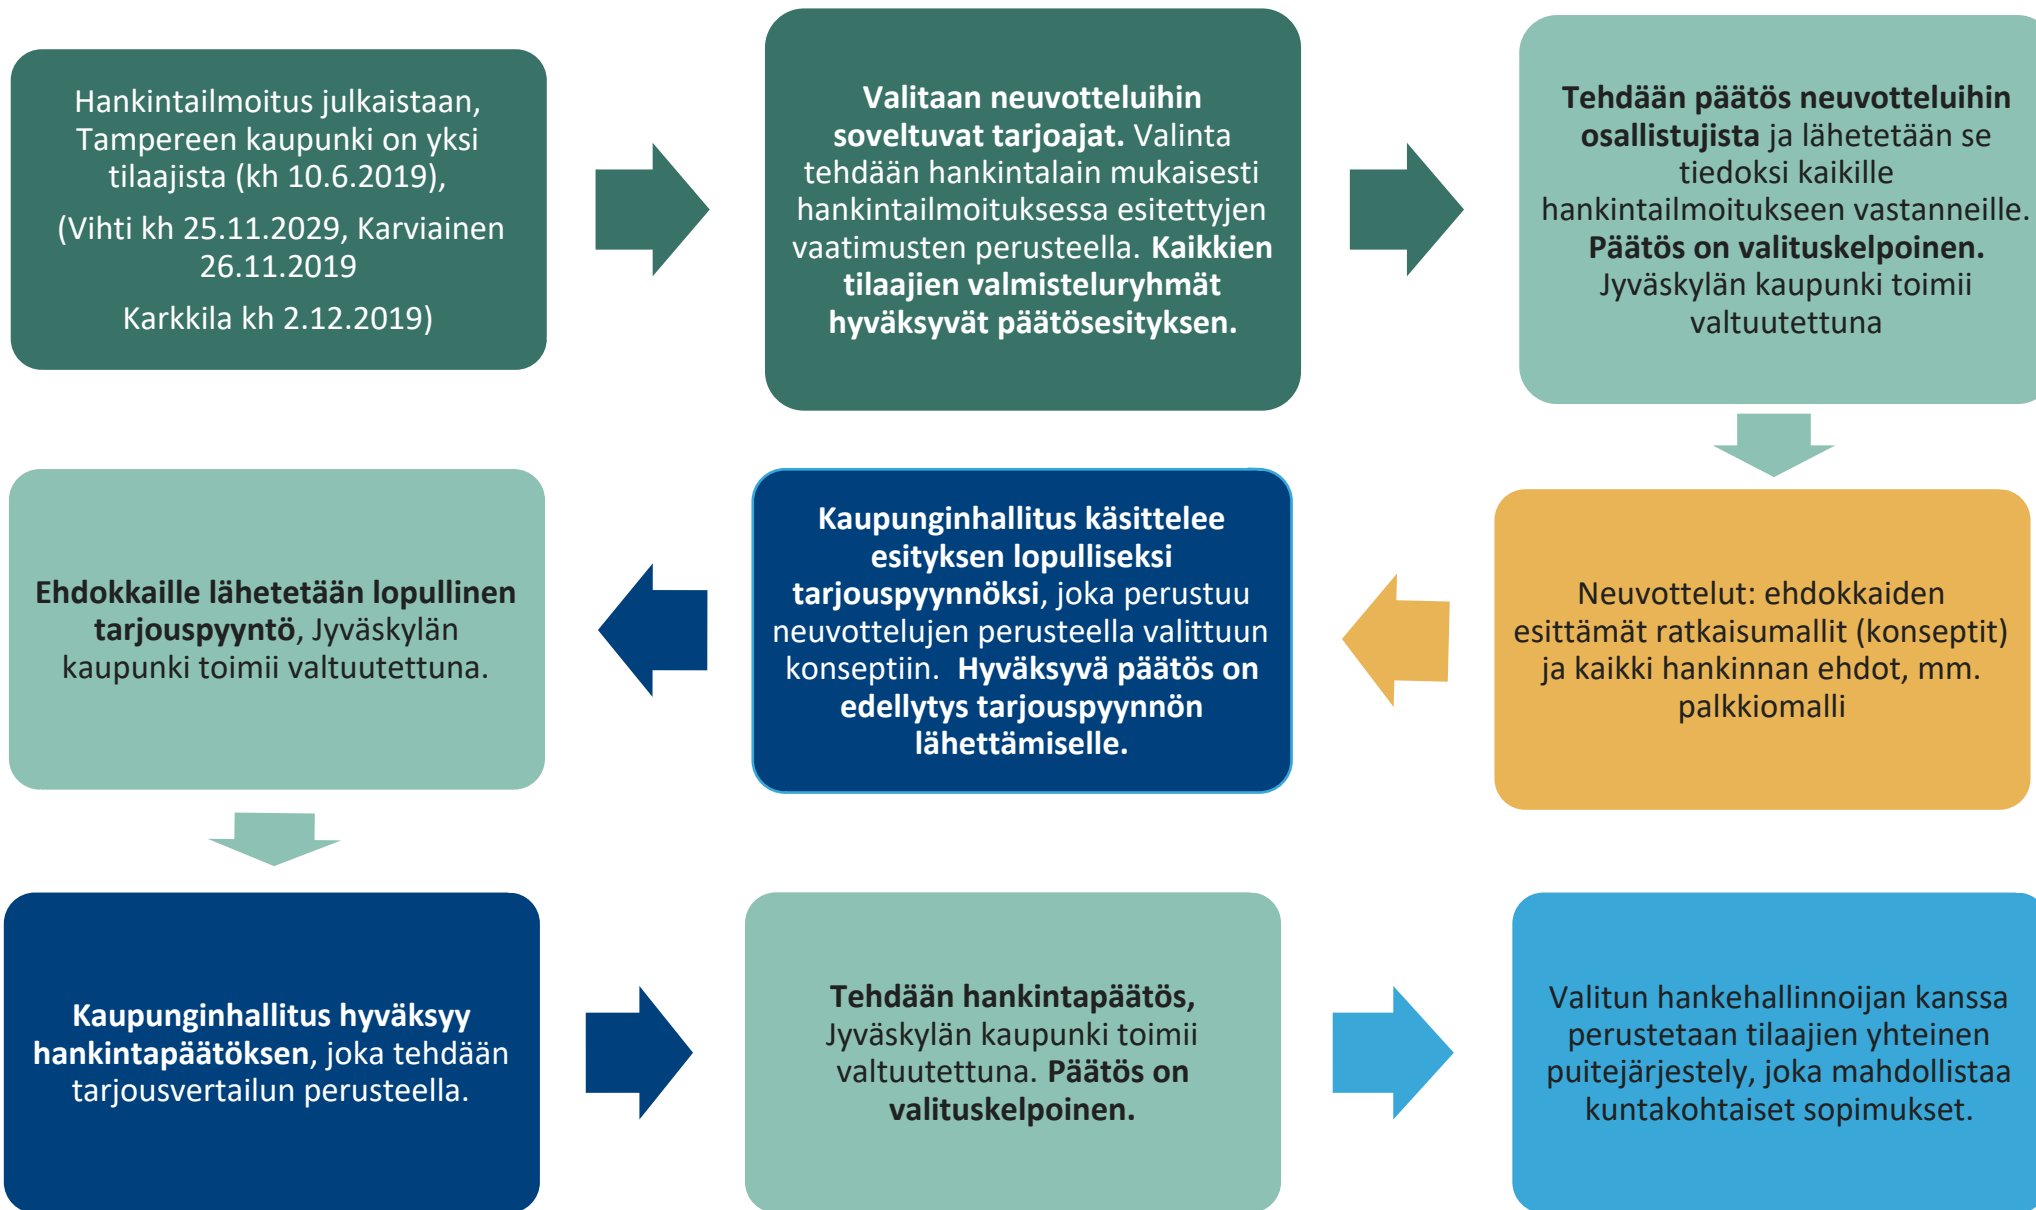 Hankintailmoitus julkaistaan,
Tampereen kaupunki on yksi
tilaajista (kh 10.6.2019),
(Vihti kh 25.11.2029, Karviainen
26.11.2019
Karkkila kh 2.12.2019)
Valitaan neuvotteluihin
soveltuvat tarjoajat. Valinta
tehdään hankintalain mukaisesti
hankintailmoituksessa esitettyjen
vaatimusten perusteella. Kaikkien
tilaajien valmisteluryhmät
hyväksyvät päätösesityksen.
Tehdään päätös neuvotteluihin
osallistujista ja lähetetään se
tiedoksi kaikille
hankintailmoitukseen vastanneille.
Päätös on valituskelpoinen.
Jyväskylän kaupunki toimii
valtuutettuna
Neuvottelut: ehdokkaiden
esittämät ratkaisumallit (konseptit)
ja kaikki hankinnan ehdot, mm.
palkkiomalli
Kaupunginhallitus käsittelee
esityksen lopulliseksi
tarjouspyynnöksi, joka perustuu
neuvottelujen perusteella valittuun
konseptiin. Hyväksyvä päätös on
edellytys tarjouspyynnön
lähettämiselle.
Ehdokkaille lähetetään lopullinen
tarjouspyyntö, Jyväskylän
kaupunki toimii valtuutettuna.
Kaupunginhallitus hyväksyy
hankintapäätöksen, joka tehdään
tarjousvertailun perusteella.
Tehdään hankintapäätös,
Jyväskylän kaupunki toimii
valtuutettuna. Päätös on
valituskelpoinen.
Valitun hankehallinnoijan kanssa
perustetaan tilaajien yhteinen
puitejärjestely, joka mahdollistaa
kuntakohtaiset sopimukset.